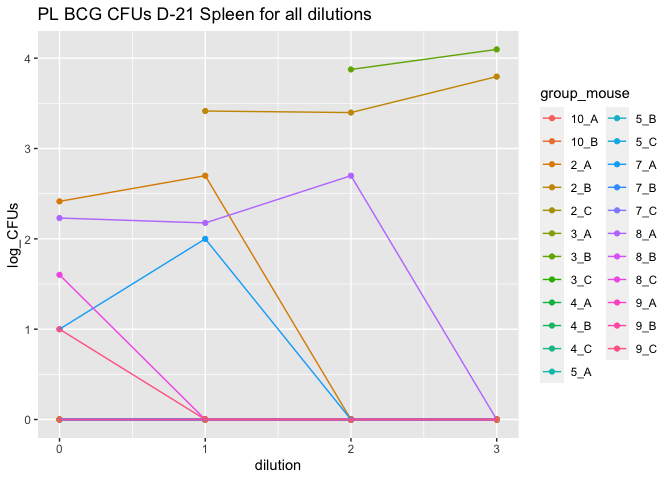 PL BCG CFUs D-21 Spleen for all dilutions
log_CFUs
4
3
2
1
0
0 1 2 3
dilution
group_mouse
10_A
10_B
2_A
2_B
2_C
3_A
3_B
3_C
4_A
4_B
4_C
5_A
5_B
5_C
7_A
7_B
7_C
8_A
8_B
8_C
9_A
9_B
9_C